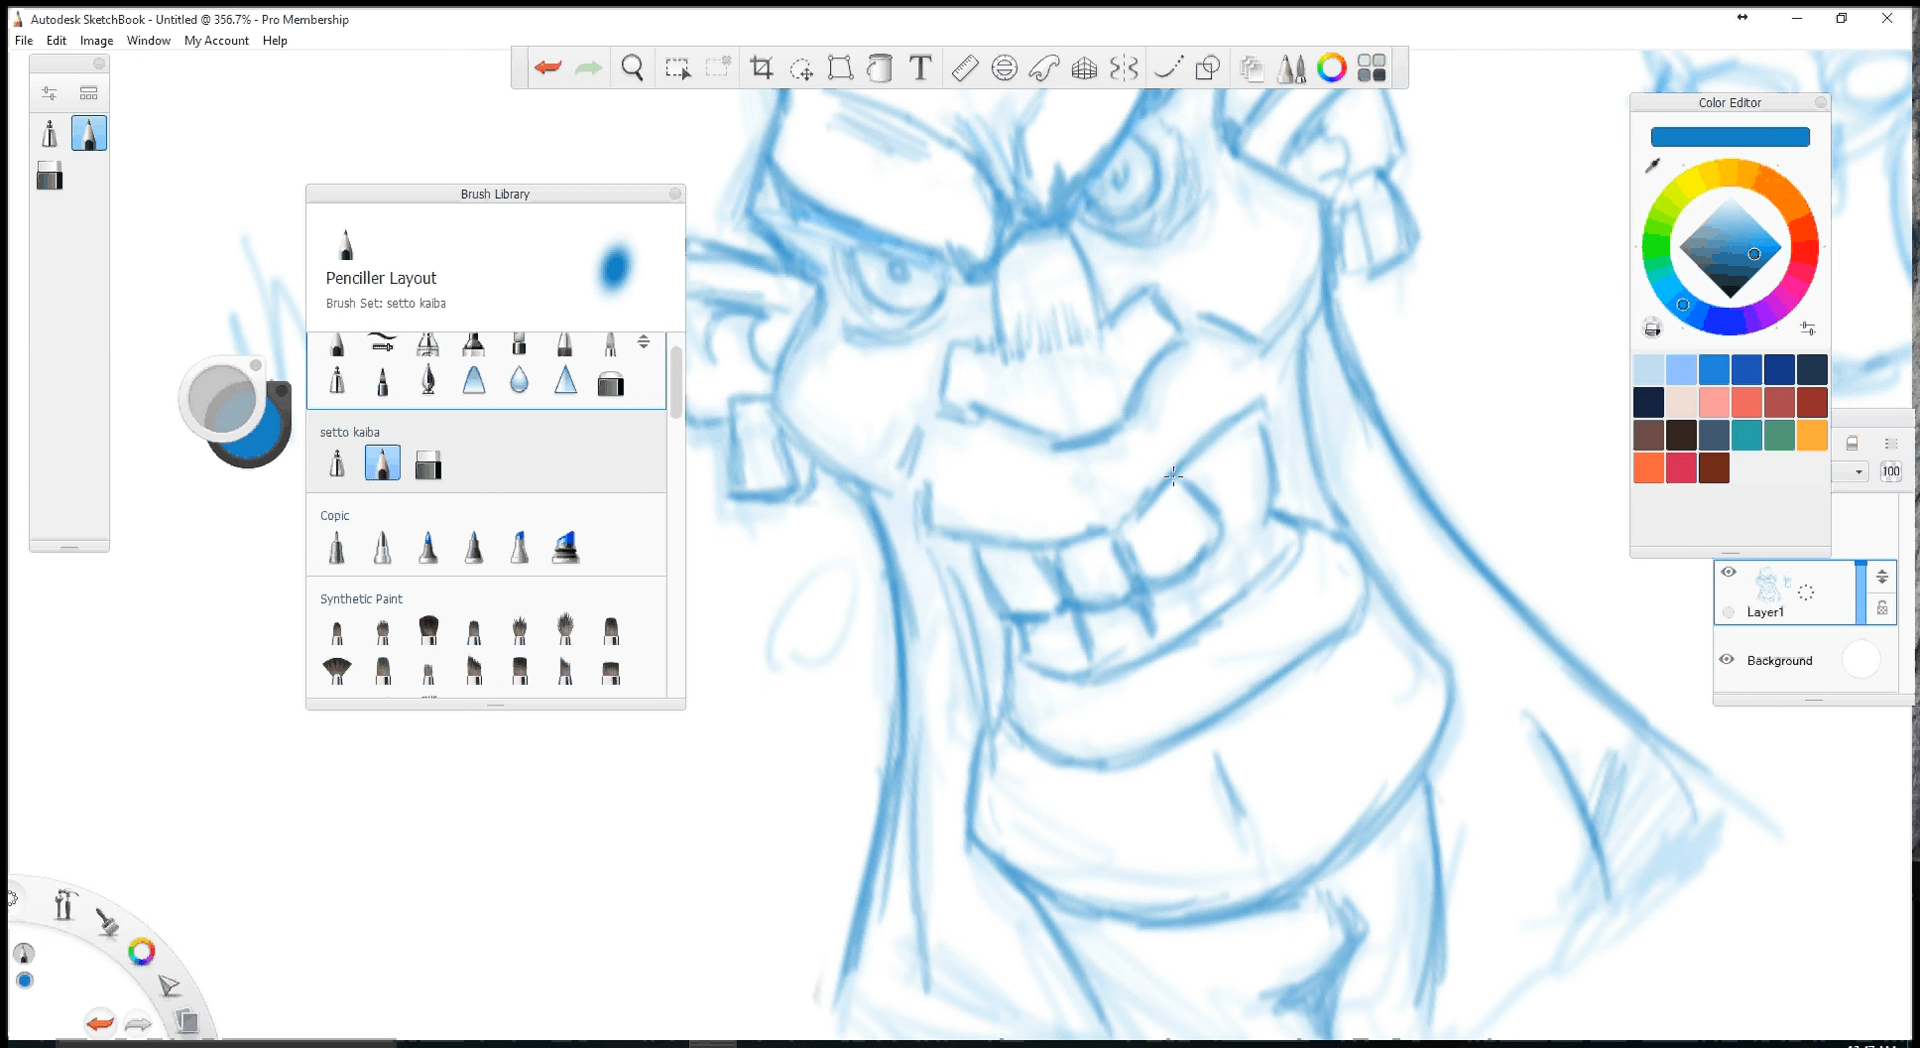 Autodesk SketchBook - Untitled @ 356.7% - Pro Membership
File Edit Image Window My Account Help
T
Color Editor
Brush Library
Penciller Layout
Brush Set: setto kaiba
setto kaiba
100
Copic
Synthetic Paint
Layer1
Background